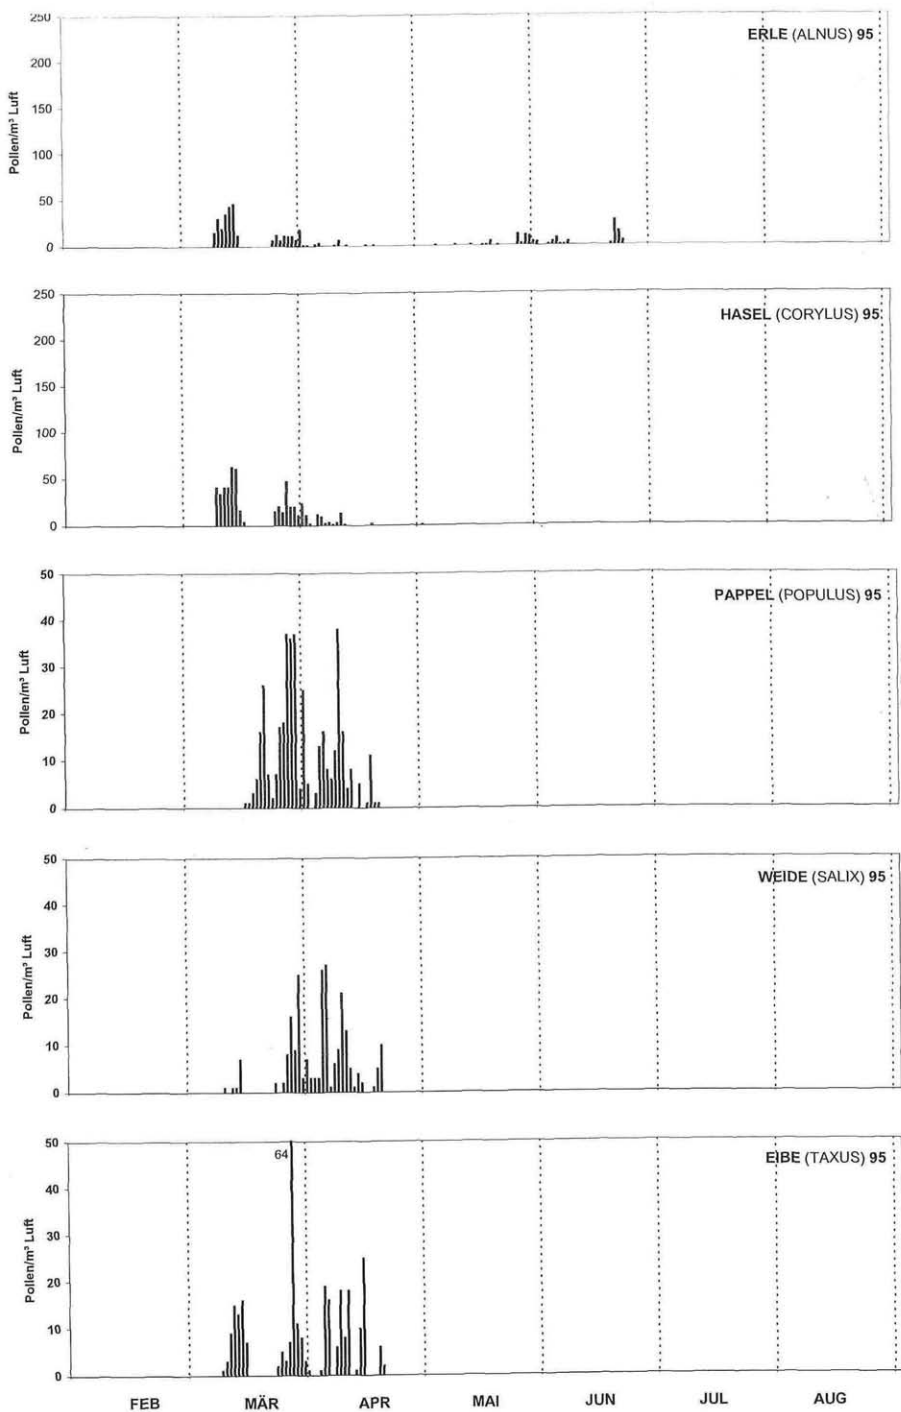 ERLE (ALNUS) 95
Pollen/m³ Luft
250
200
150
100
50
0
HASEL (CORYLUS) 95
Pollen/m³ Luft
250
200
150
100
50
0
PAPPEL (POPULUS) 95
Pollen/m³ Luft
50
40
30
20
10
0
WEIDE (SALIX) 95
Pollen/m³ Luft
50
40
30
20
10
0
EIBE (TAXUS) 95
Pollen/m³ Luft
50
40
30
20
10
0
64
FEB MÄR APR MAI JUN JUL AUG